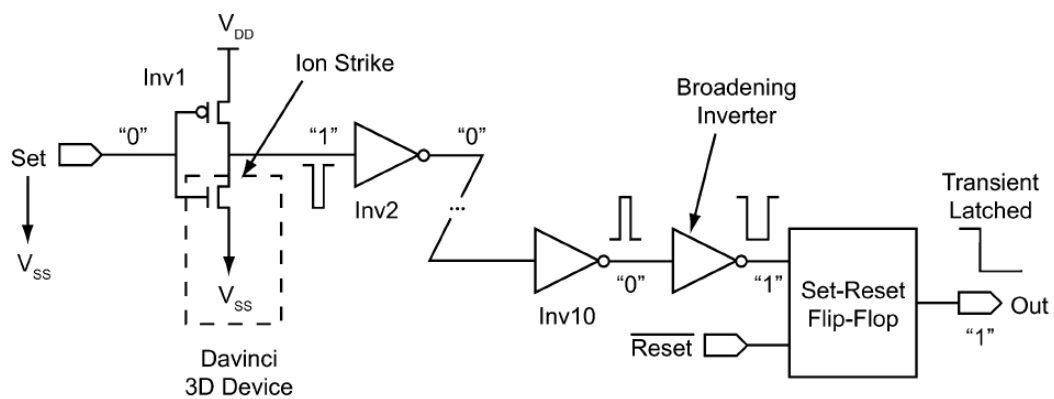 V_DD
Ion Strike
Inv1
Broadening
Inverter
"0"
"1"
"0"
Set
Transient
Latched
Inv2
...
V_SS
V_SS
"0"
"1"
Set-Reset
Flip-Flop
Out
Inv10
"1"
Reset
Davinci
3D Device